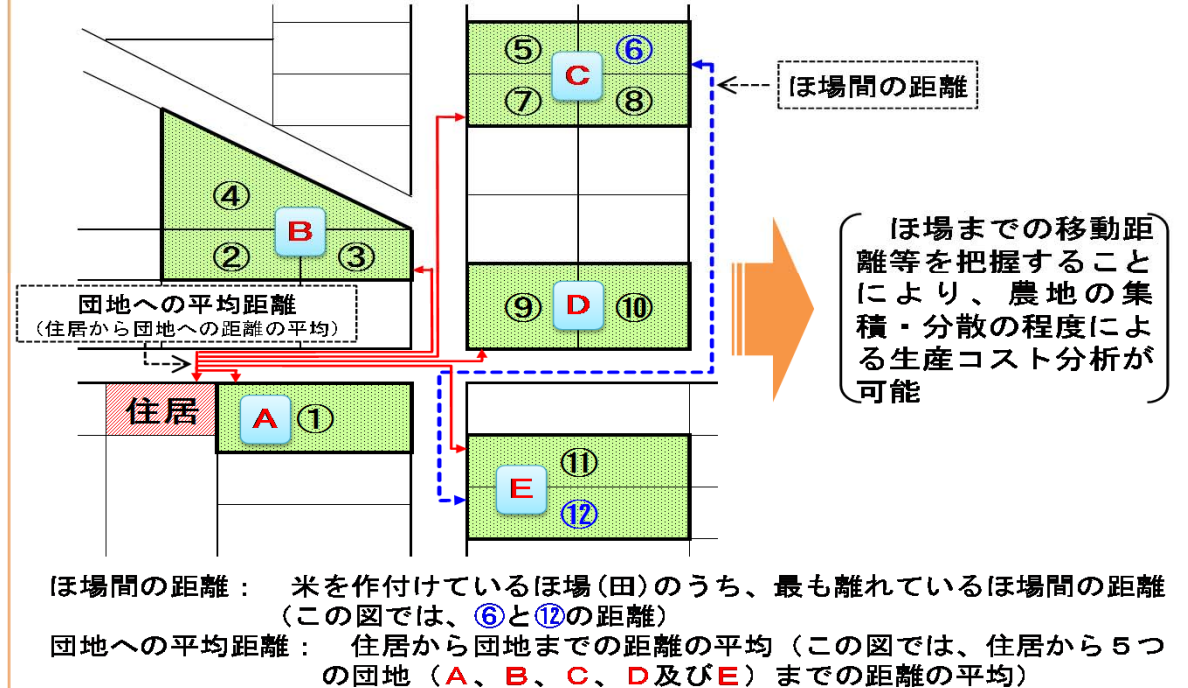 ⑤
⑥
C
⑦
⑧
ほ場間の距離
④
B
②
③
団地への平均距離
（住居から団地への距離の平均）
⑨
D
⑩
ほ場までの移動距
離等を把握すること
により、農地の集
積・分散の程度によ
る生産コスト分析が
可能
住居
A
①
⑪
E
⑫
ほ場間の距離：　米を作付けているほ場(田)のうち、最も離れているほ場間の距離
（この図では、⑥と⑫の距離）
団地への平均距離：　住居から団地までの距離の平均（この図では、住居から５つ
の団地（A、B、C、D及びE）までの距離の平均）